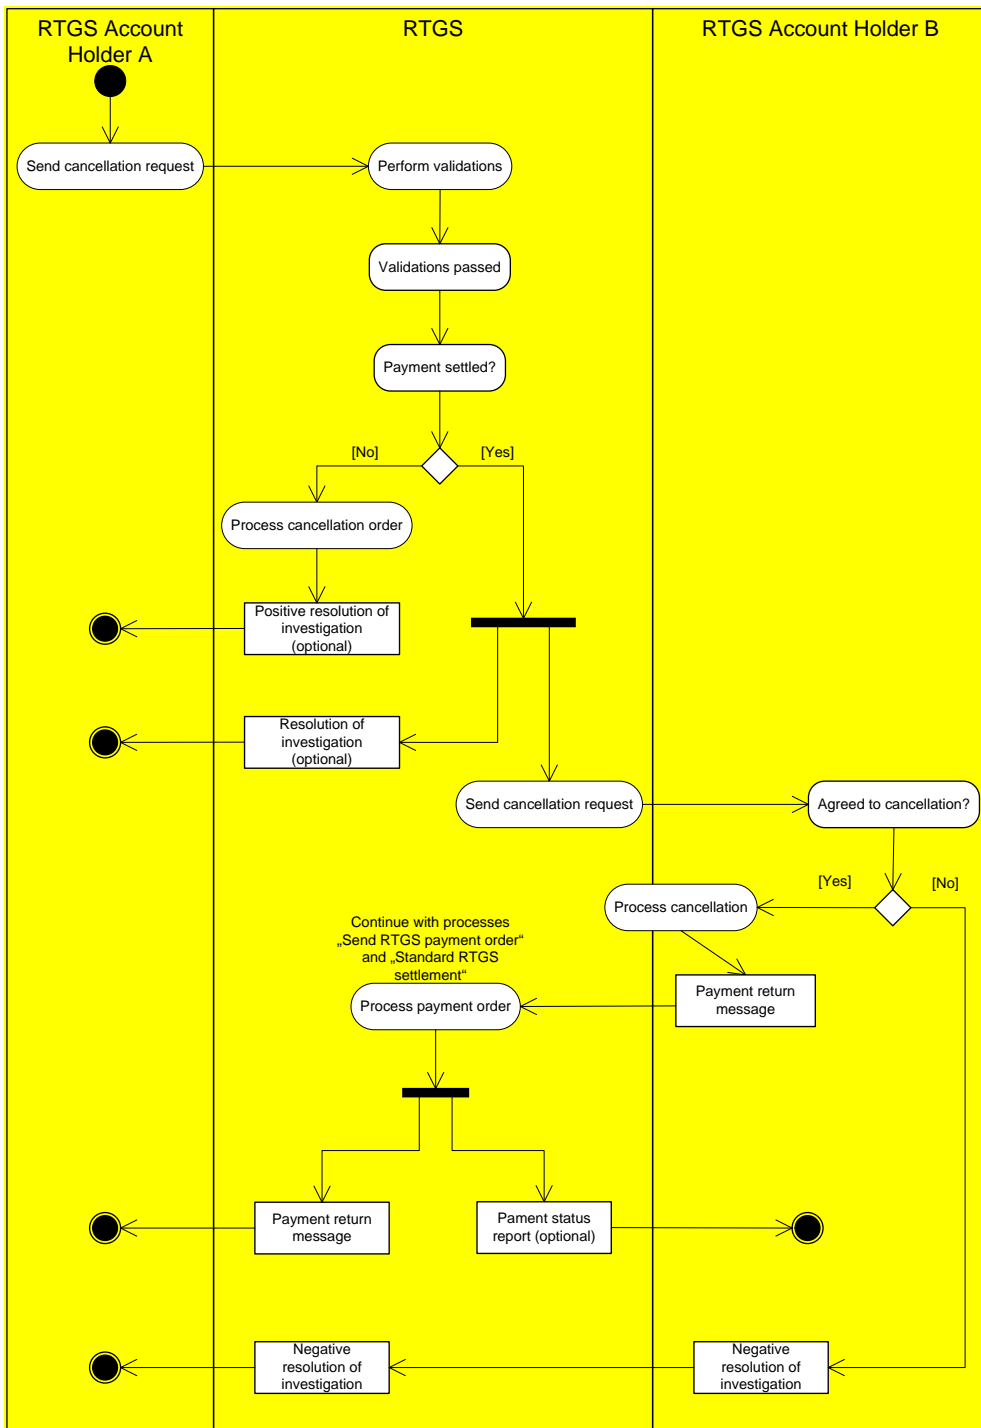 RTGS Account
Holder A
RTGS
RTGS Account Holder B
Send cancellation request
Perform validations
Validations passed
Payment settled?
[No]
[Yes]
Process cancellation order
Positive resolution of
investigation
(optional)
Resolution of
investigation
(optional)
Send cancellation request
Agreed to cancellation?
[Yes]
[No]
Process cancellation
Continue with processes
„Send RTGS payment order“
and „Standard RTGS
settlement“
Payment return
message
Process payment order
Payment return
message
Pament status
report (optional)
Negative
resolution of
investigation
Negative
resolution of
investigation